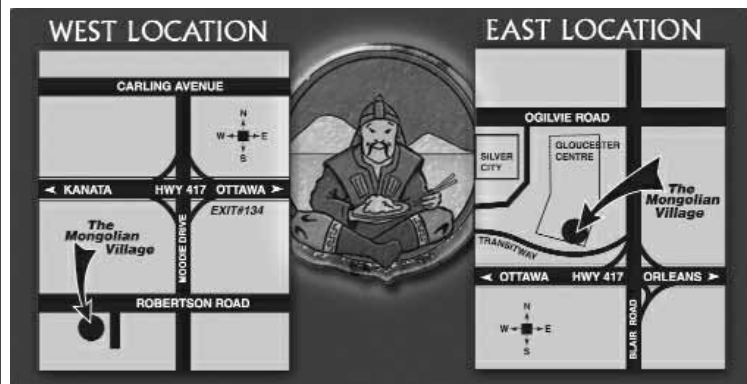 WEST LOCATION
CARLING AVENUE
N
W E
S
KANATA HWY 417 OTTAWA
EXIT#134
MOODIE DRIVE
The
Mongolian
Village
ROBERTSON ROAD
EAST LOCATION
OGILVIE ROAD
SILVER
CITY
GLOUCESTER
CENTRE
The
Mongolian
Village
TRANSITWAY
OTTAWA HWY 417 ORLEANS
BLAIR ROAD
N
W E
S